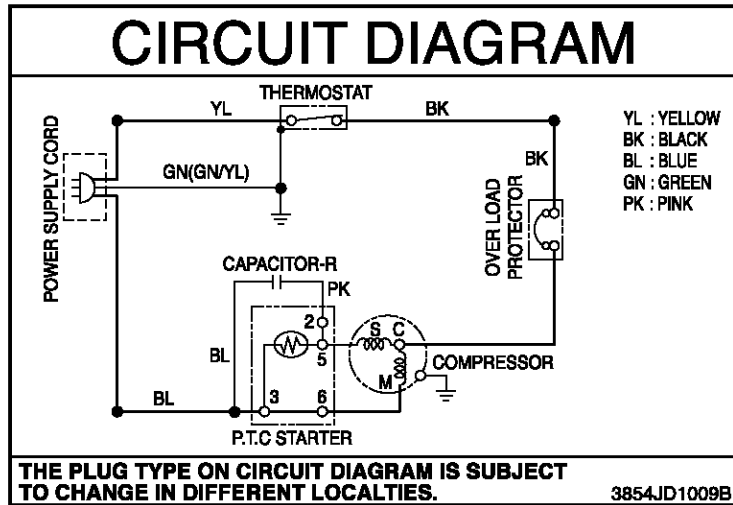 CIRCUIT DIAGRAM
THERMOSTAT
YL
BK
YL : YELLOW
BK : BLACK
BL : BLUE
GN : GREEN
PK : PINK
BK
GN(GN/YL)
POWER SUPPLY CORD
OVER LOAD
PROTECTOR
CAPACITOR-R
PK
2
S C
5
BL
COMPRESSOR
M
BL
3 6
P.T.C STARTER
THE PLUG TYPE ON CIRCUIT DIAGRAM IS SUBJECT
TO CHANGE IN DIFFERENT LOCALTIES.
3854JD1009B